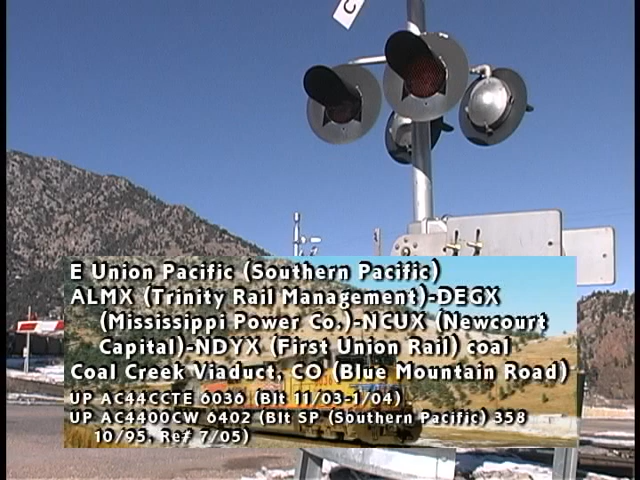 C
E Union Pacific (Southern Pacific)
ALMX (Trinity Rail Management)-DEGX
(Mississippi Power Co.)-NCUX (Newcourt
Capital)-NDYX (First Union Rail) coal
Coal Creek Viaduct, CO (Blue Mountain Road)
UP AC44CCTE 6036 (Blt 11/03-1/04)
UP AC4400CW 6402 (Blt SP (Southern Pacific) 358
10/95, Re# 7/05)